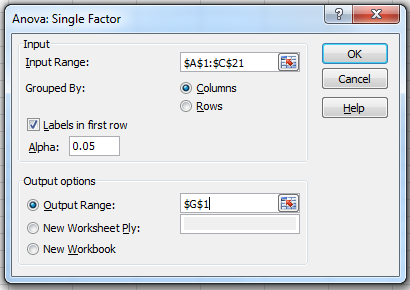 Anova: Single Factor
Input
Input Range: $A$1:$C$21
Grouped By: Columns
Rows
Labels in first row
Alpha: 0.05
OK
Cancel
Help
Output options
Output Range: $G$1
New Worksheet Ply:
New Workbook